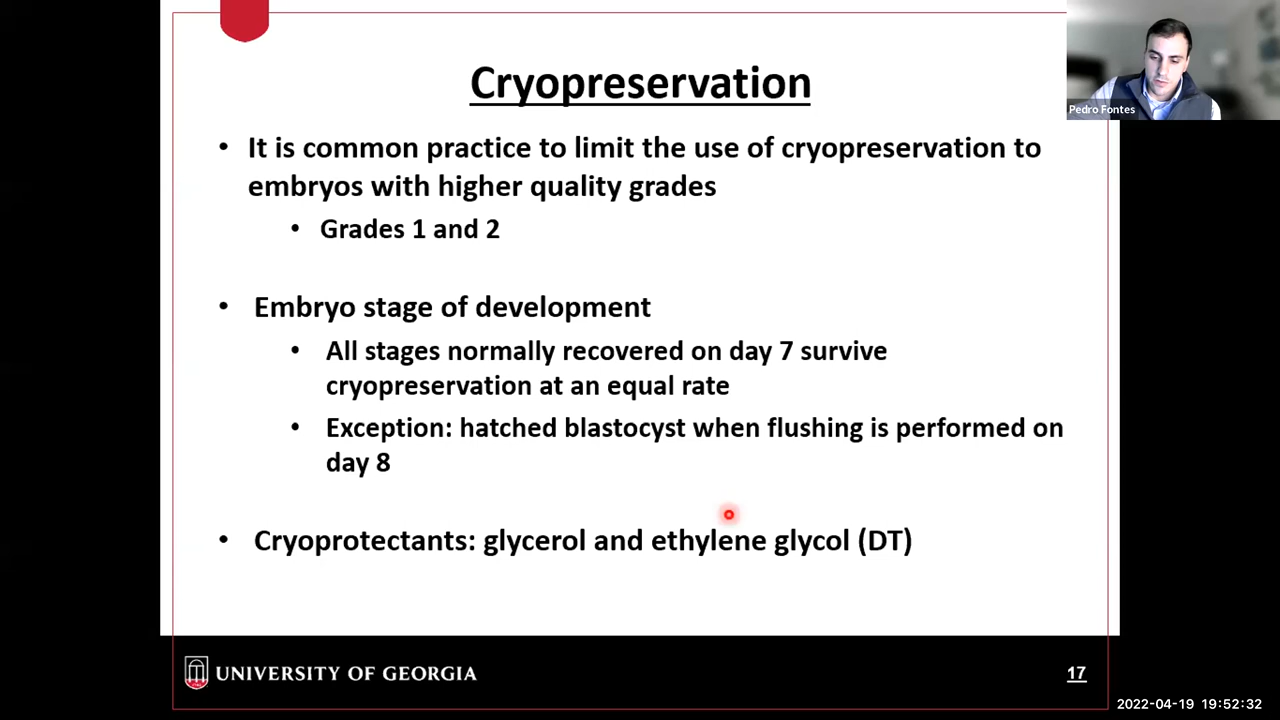 Cryopreservation
Pedro Fontes
• It is common practice to limit the use of cryopreservation to
embryos with higher quality grades
• Grades 1 and 2
• Embryo stage of development
• All stages normally recovered on day 7 survive
cryopreservation at an equal rate
• Exception: hatched blastocyst when flushing is performed on
day 8
• Cryoprotectants: glycerol and ethylene glycol (DT)
UNIVERSITY OF GEORGIA
17
2022-04-19 19:52:32